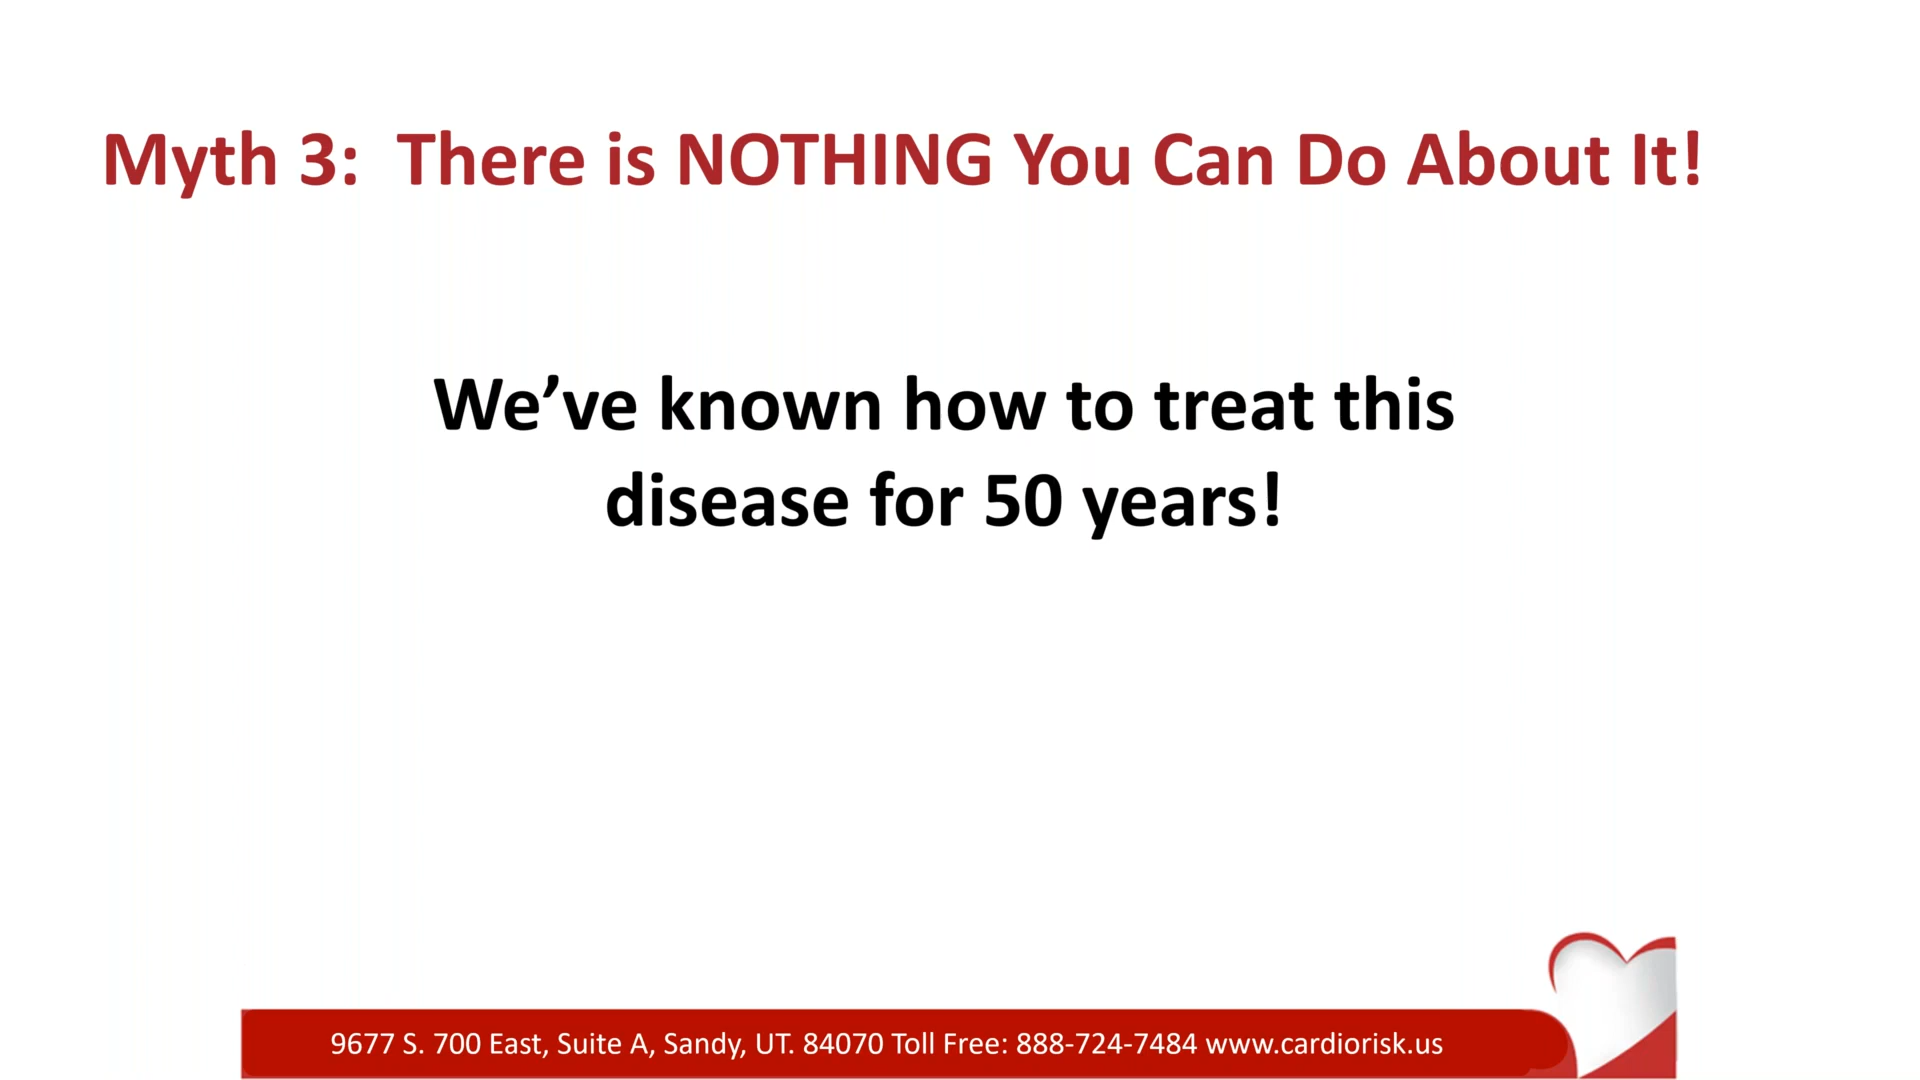 Myth 3:  There is NOTHING You Can Do About It!
We’ve known how to treat this
disease for 50 years!
9677 S. 700 East, Suite A, Sandy, UT. 84070 Toll Free: 888-724-7484 www.cardiorisk.us